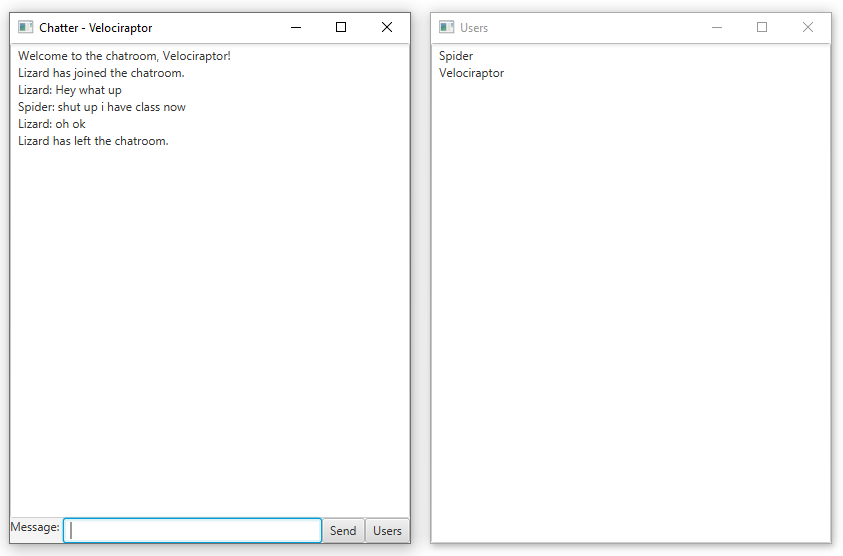 Chatter - Velociraptor
Welcome to the chatroom, Velociraptor!
Lizard has joined the chatroom.
Lizard: Hey what up
Spider: shut up i have class now
Lizard: oh ok
Lizard has left the chatroom.
Message:
Send
Users
Users
Spider
Velociraptor